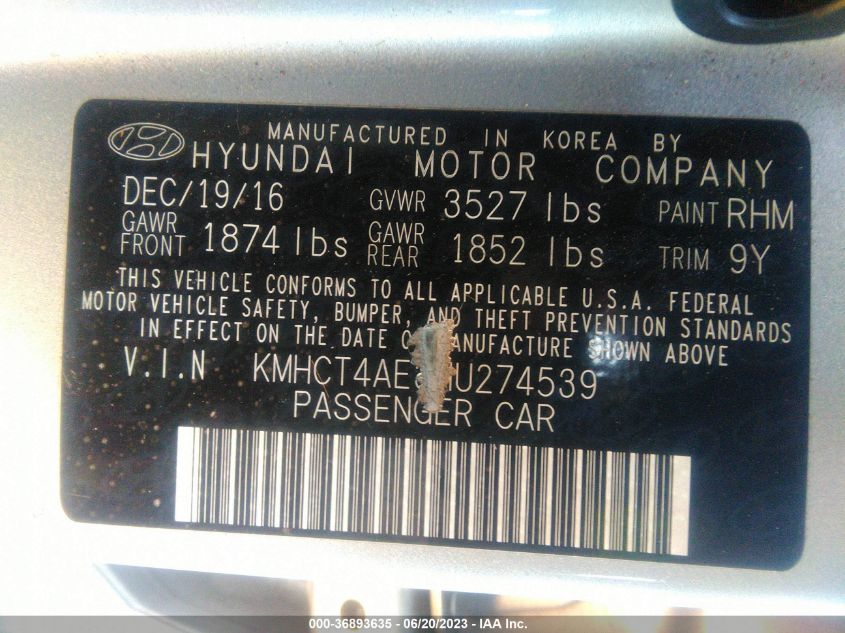 MANUFACTURED IN KOREA BY
HYUNDAI MOTOR COMPANY
DEC/19/16 GVWR 3527 lbs PAINT RHM
GAWR FRONT 1874 lbs GAWR REAR 1852 lbs TRIM 9Y
THIS VEHICLE CONFORMS TO ALL APPLICABLE U.S.A. FEDERAL
MOTOR VEHICLE SAFETY, BUMPER, AND THEFT PREVENTION STANDARDS
IN EFFECT ON THE DATE OF MANUFACTURE SHOWN ABOVE
V.I.N
PASSENGER CAR
000-36893635 - 06/20/2023 - IAA Inc.